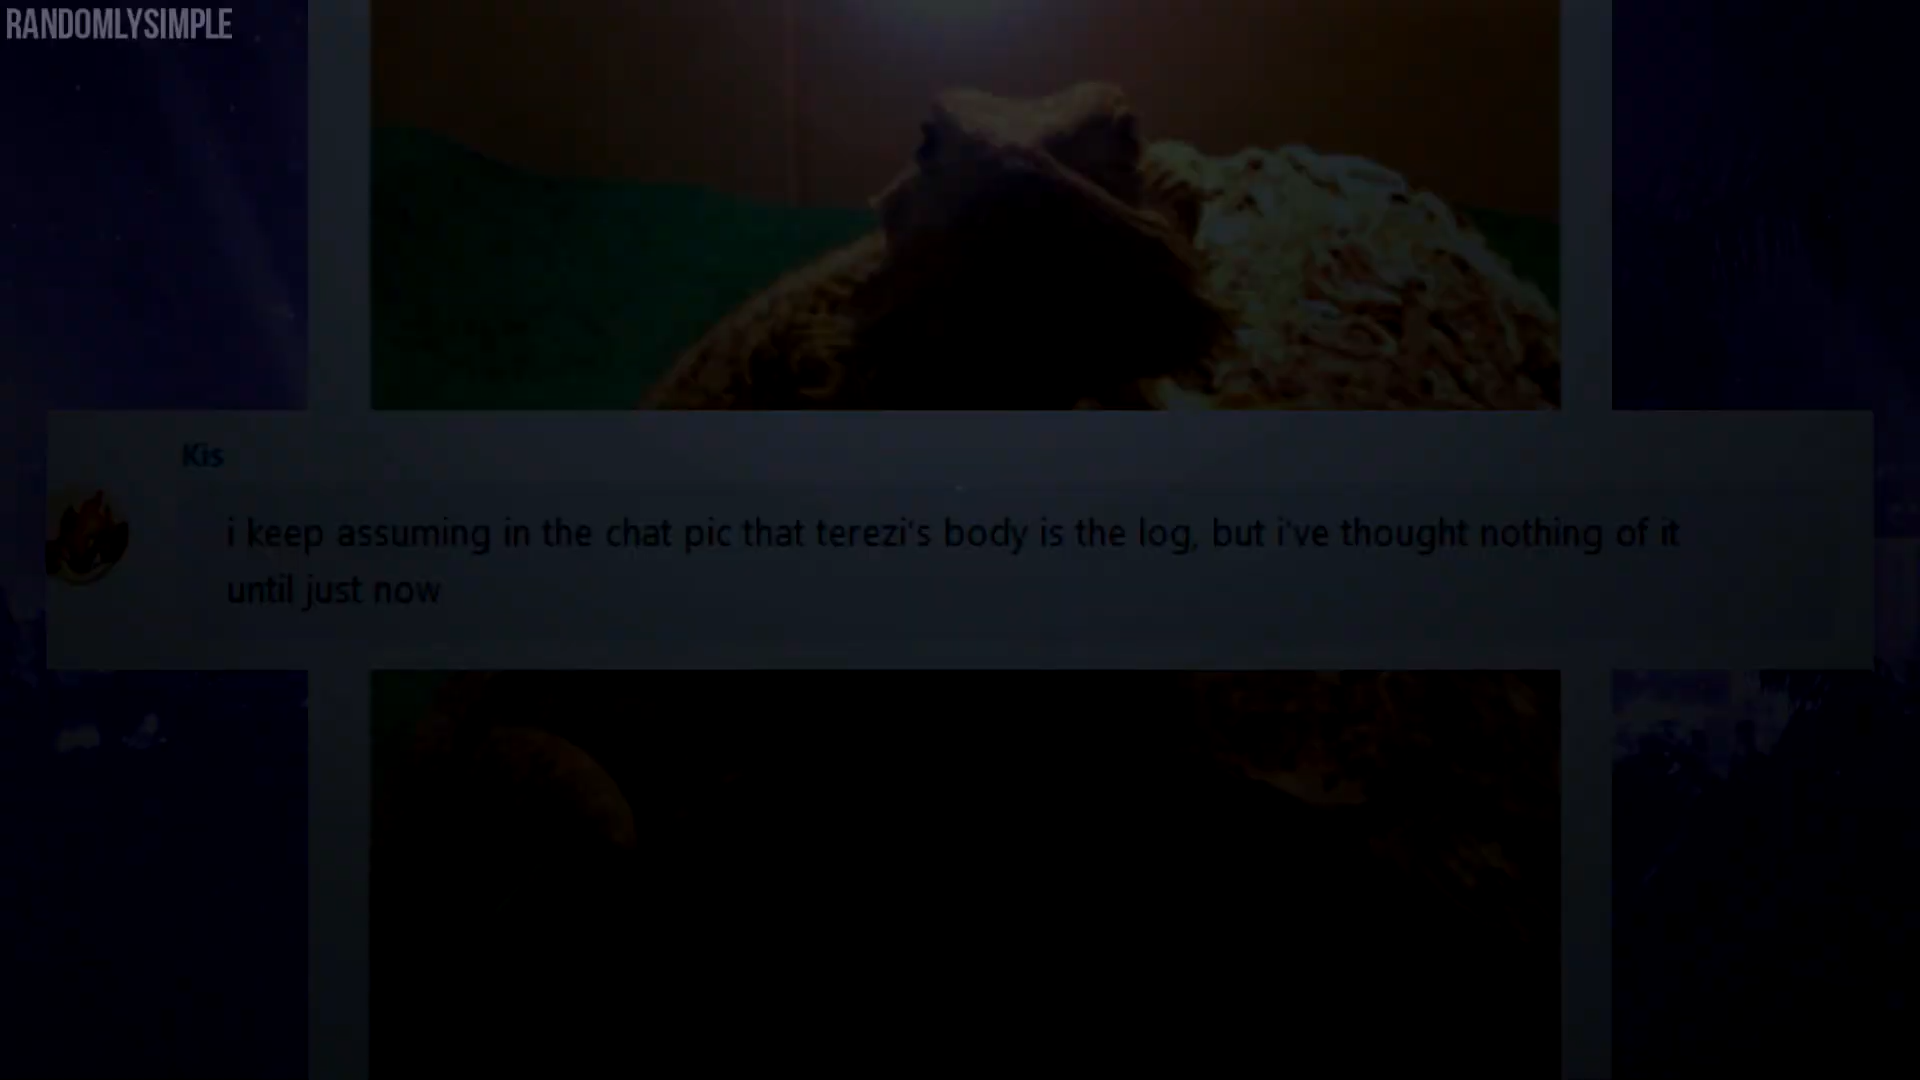 RANDOMLYSIMPLE
Kis
i keep assuming in the chat pic that terezi's body is the log, but i've thought nothing of it
until just now